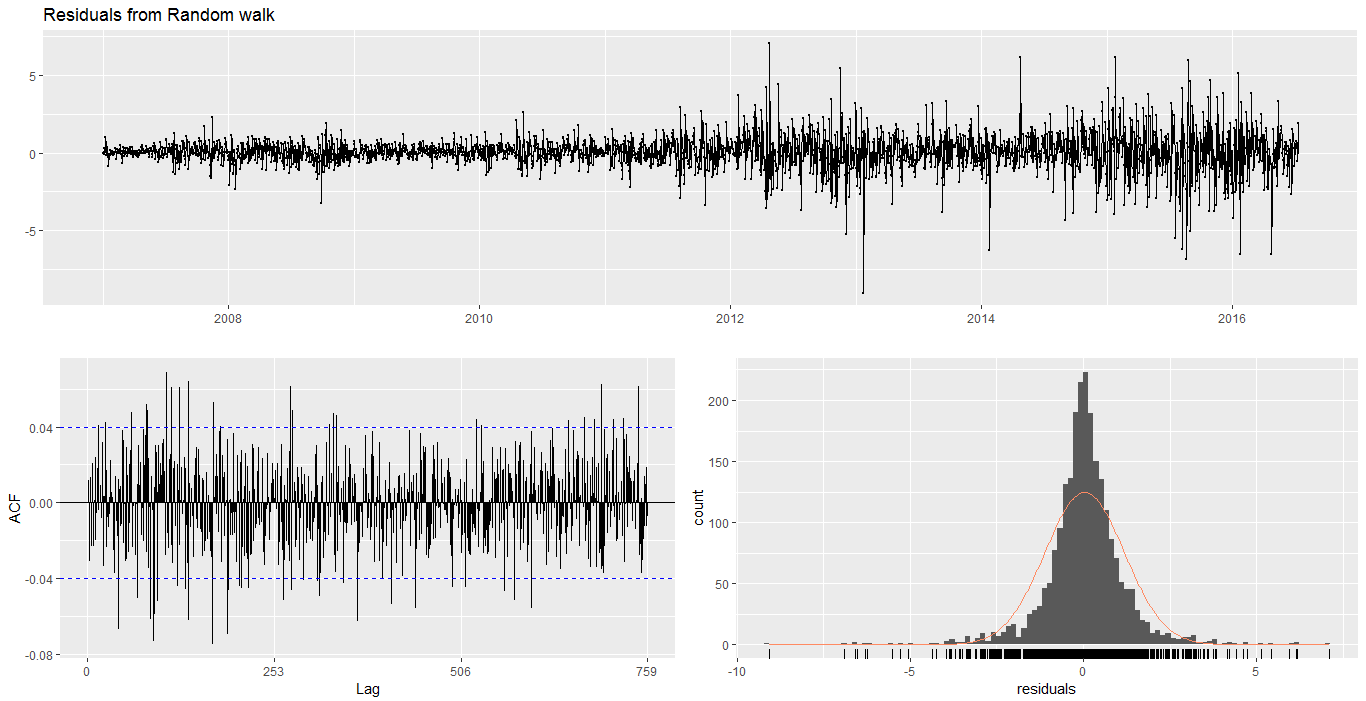 Residuals from Random walk
5
0
-5
2008 2010 2012 2014 2016
0.04
0.00
-0.04
-0.08
ACF
0 253 506 759
Lag
200
150
100
50
0
count
-10 -5 0 5
residuals